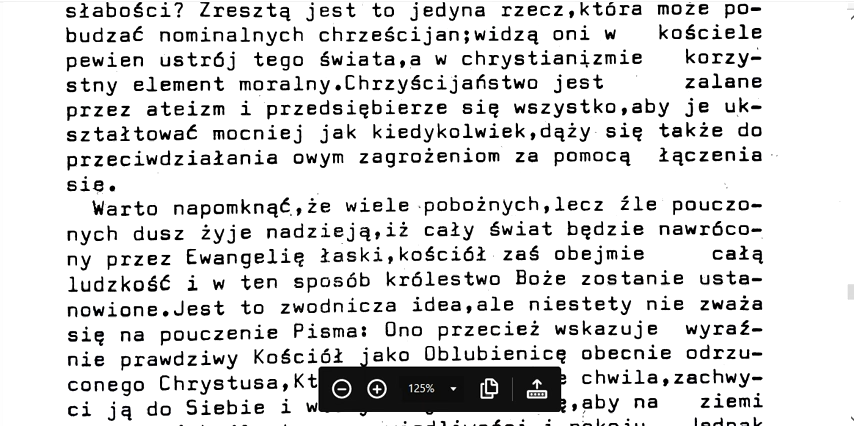 słabości? Zresztą jest to jedyna rzecz,która może po-
budzać nominalnych chrześcijan;widzą oni w kościele
pewien ustrój tego świata,a w chrystianizmie korzy-
stny element moralny.Chrzyścijaństwo jest zalane
przez ateizm i przedsiębierze się wszystko,aby je uk-
ształtować mocniej jak kiedykolwiek,dąży się także do
przeciwdziałania owym zagrożeniom za pomocą łączenia
się.
Warto napomknąć,że wiele pobożnych,lecz źle pouczo-
nych dusz żyje nadzieją,iż cały świat będzie nawróco-
ny przez Ewangelię łaski,kościół zaś obejmie całą
ludzkość i w ten sposób królestwo Boże zostanie usta-
nowione.Jest to zwodnicza idea,ale niestety nie zważa
się na pouczenie Pisma: Ono przecież wskazuje wyraź-
nie prawdziwy Kościół jako Oblubienicę obecnie odrzu-
conego Chrystusa, chwila,zachwy-
ci ją do Siebie i aby na ziemi
125%
i pokoju. Jednak